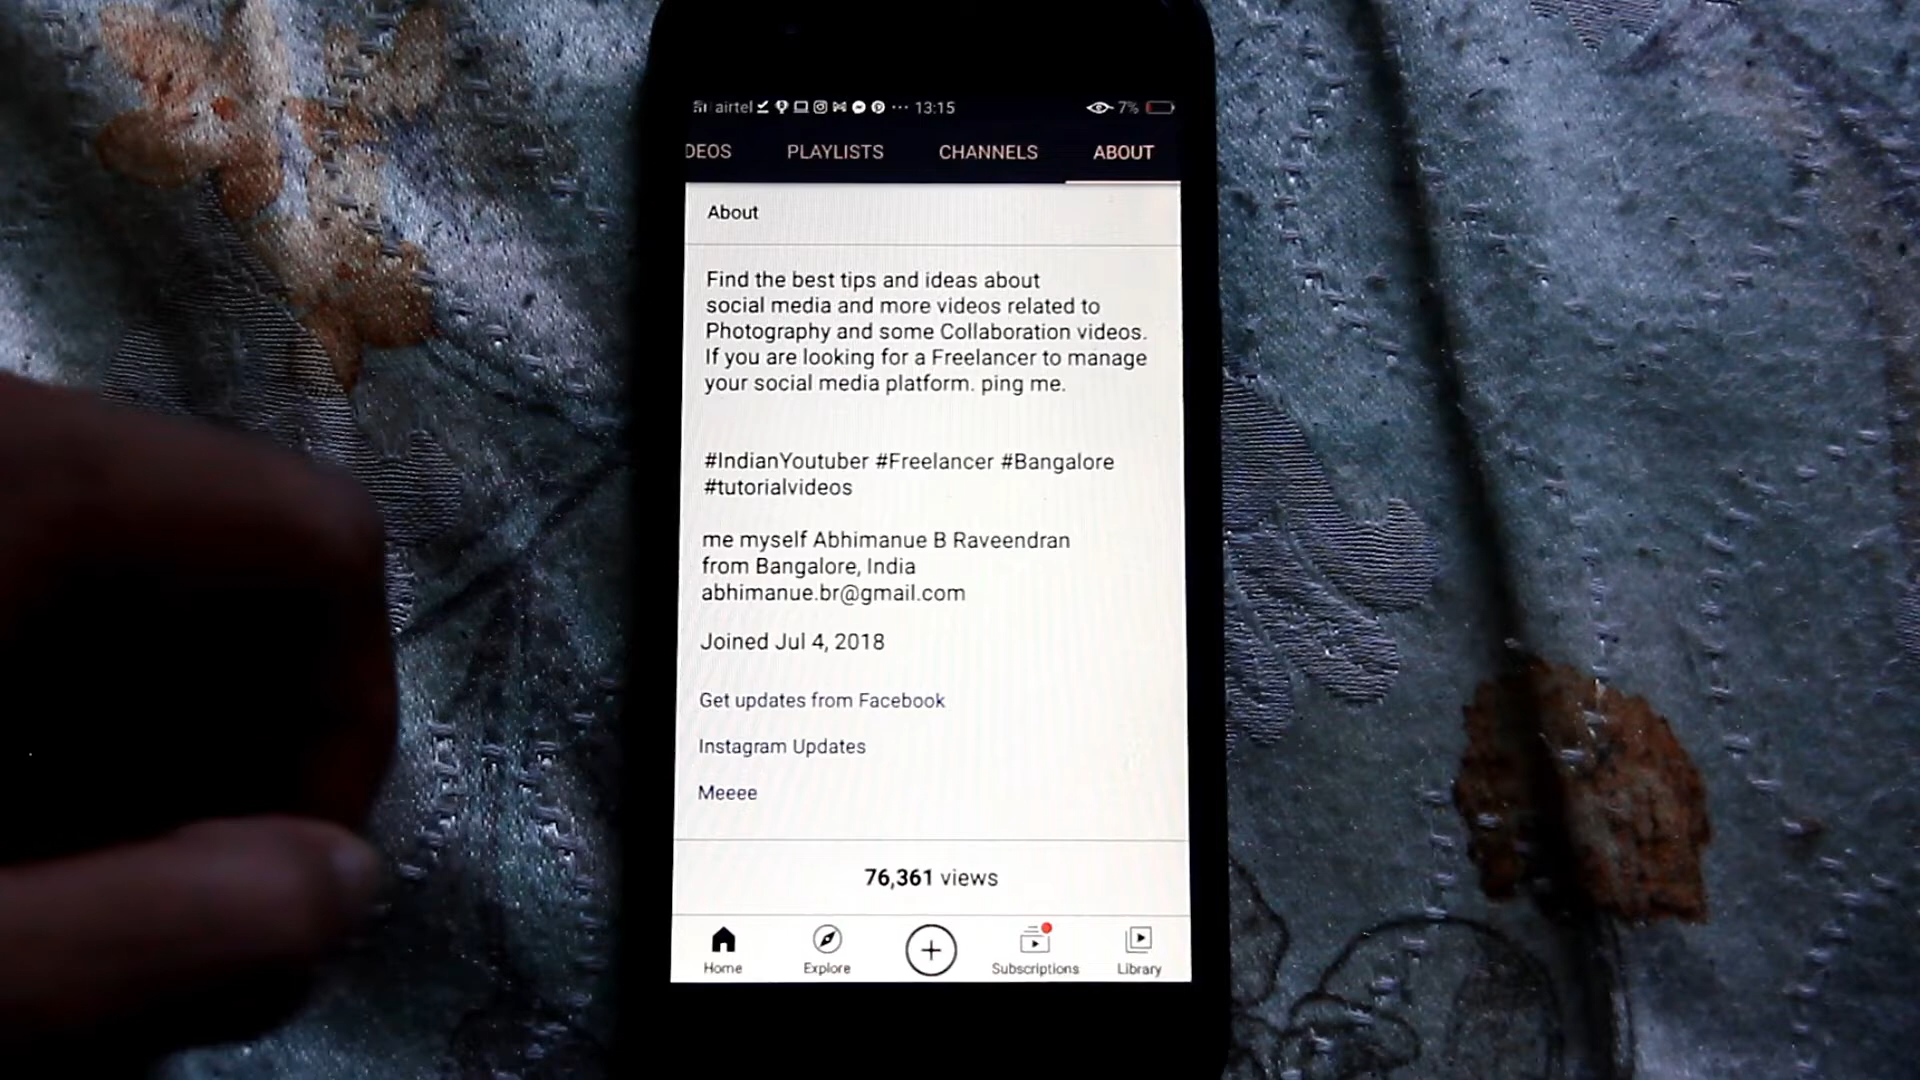 airtel 13:15 7%
DEOS PLAYLISTS CHANNELS ABOUT
About
Find the best tips and ideas about
social media and more videos related to
Photography and some Collaboration videos.
If you are looking for a Freelancer to manage
your social media platform. ping me.
#IndianYoutuber #Freelancer #Bangalore
#tutorialvideos
me myself Abhimanue B Raveendran
from Bangalore, India
abhimanue.br@gmail.com
Joined Jul 4, 2018
Get updates from Facebook
Instagram Updates
Meeee
76,361 views
Home Explore Subscriptions Library